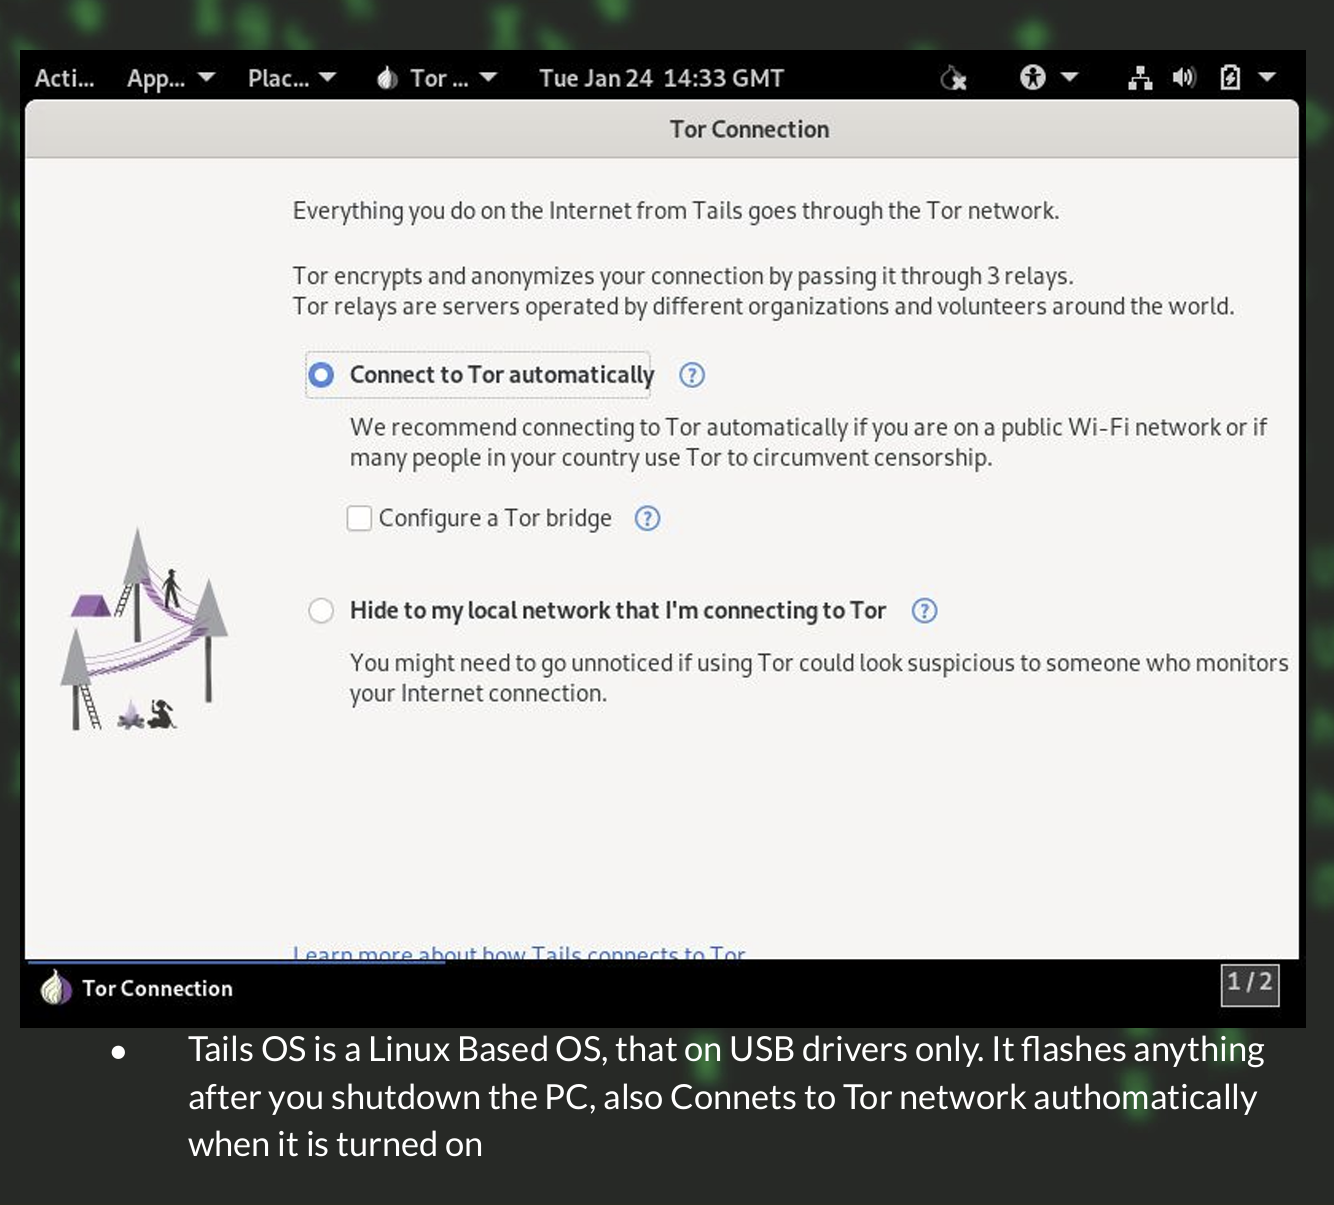 Acti... App... Plac... Tor ... Tue Jan 24 14:33 GMT
Tor Connection
Everything you do on the Internet from Tails goes through the Tor network.
Tor encrypts and anonymizes your connection by passing it through 3 relays.
Tor relays are servers operated by different organizations and volunteers around the world.
Connect to Tor automatically ?
We recommend connecting to Tor automatically if you are on a public Wi-Fi network or if
many people in your country use Tor to circumvent censorship.
Configure a Tor bridge ?
Hide to my local network that I'm connecting to Tor ?
You might need to go unnoticed if using Tor could look suspicious to someone who monitors
your Internet connection.
Learn more about how Tails connects to Tor
Tor Connection 1 / 2
• Tails OS is a Linux Based OS, that on USB drivers only. It flashes anything
after you shutdown the PC, also Connets to Tor network authomatically
when it is turned on